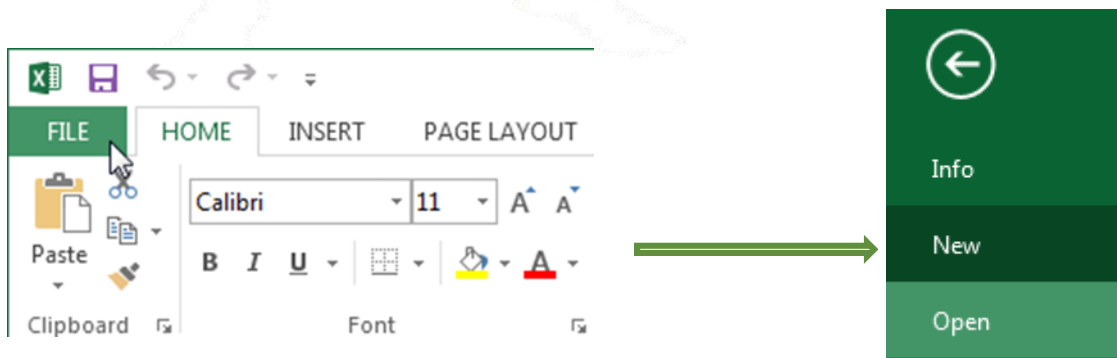 FILE HOME INSERT PAGE LAYOUT
Calibri 11 A A
Paste
B I U A
Clipboard Font
Info
New
Open